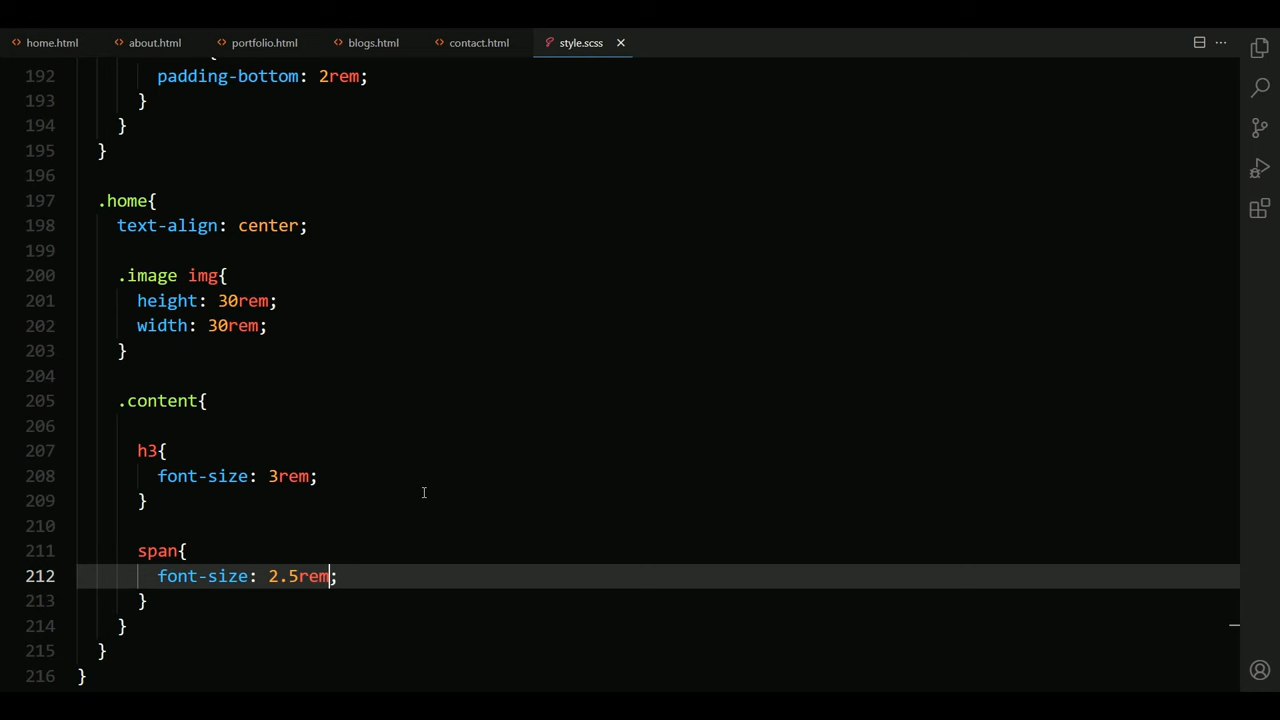 home.html about.html portfolio.html blogs.html contact.html style.scss
192 padding-bottom: 2rem;
193 }
194 }
195 }
196
197 .home{
198 text-align: center;
199
200 .image img{
201 height: 30rem;
202 width: 30rem;
203 }
204
205 .content{
206
207 h3{
208 font-size: 3rem;
209 }
210
211 span{
212 font-size: 2.5rem;
213 }
214 }
215 }
216 }